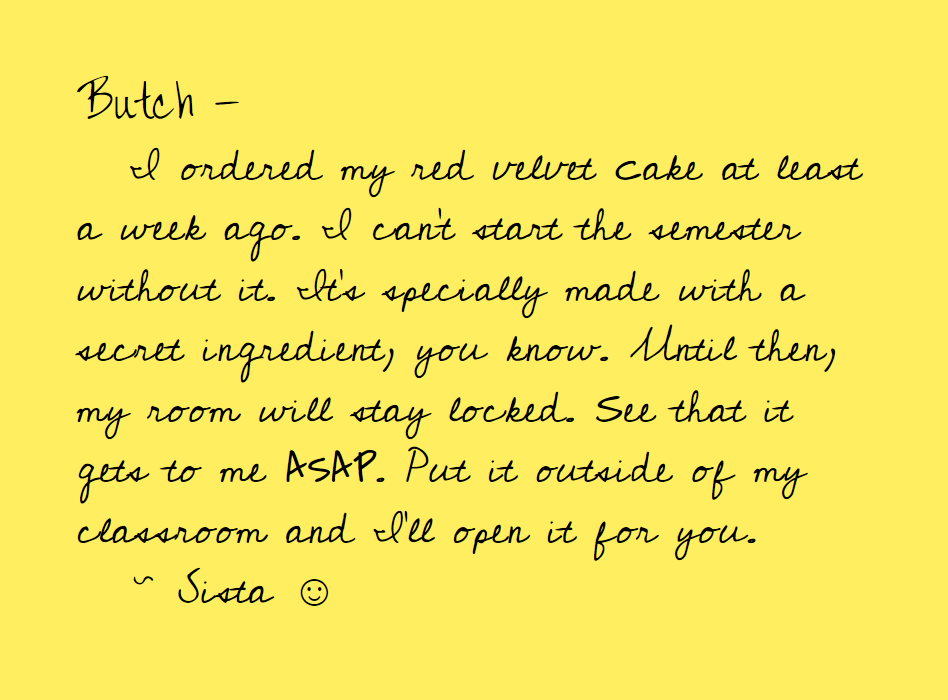 Butch –
I ordered my red velvet cake at least
a week ago. I can't start the semester
without it. It's specially made with a
secret ingredient, you know. Until then,
my room will stay locked. See that it
gets to me ASAP. Put it outside of my
classroom and I'll open it for you.
~ Sista ☺